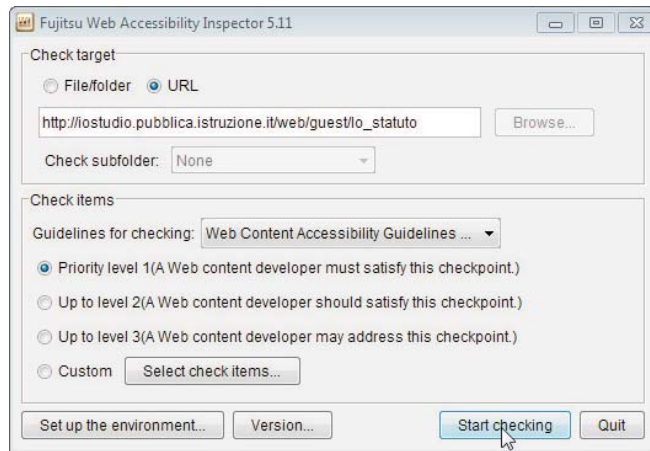 Fujitsu Web Accessibility Inspector 5.11
Check target
File/folder URL
http://iostudio.pubblica.istruzione.it/web/guest/lo_statuto Browse...
Check subfolder: None
Check items
Guidelines for checking: Web Content Accessibility Guidelines ...
Priority level 1(A Web content developer must satisfy this checkpoint.)
Up to level 2(A Web content developer should satisfy this checkpoint.)
Up to level 3(A Web content developer may address this checkpoint.)
Custom Select check items...
Set up the environment... Version... Start checking Quit